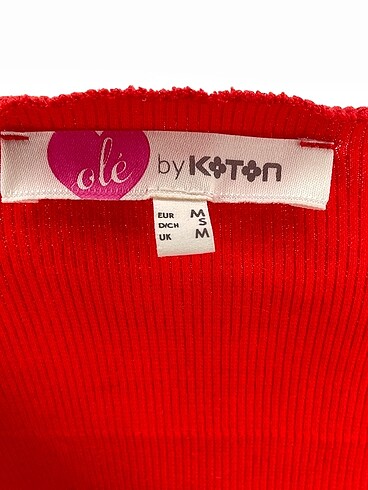 olé by KOTON
EUR M
D/CH S
UK M